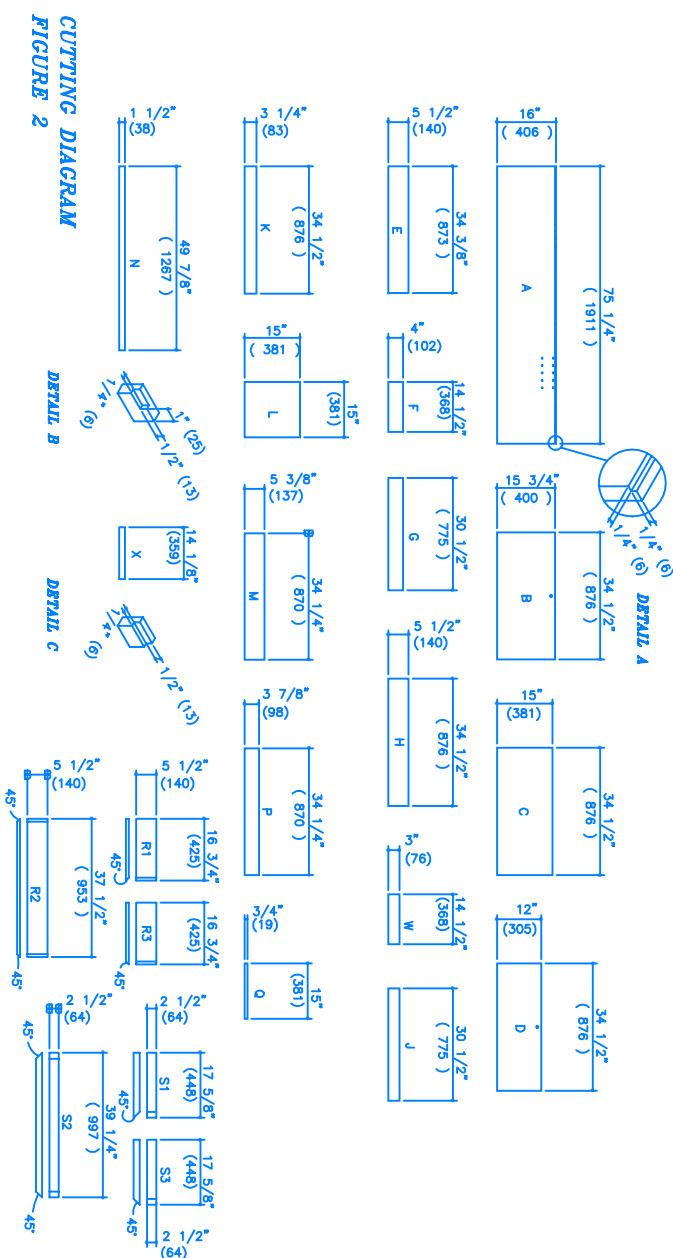 16"
( 406 )
75 1/4"
( 1911 )
A
1/4" (6)
1/4" (6)
DETAIL A
15 3/4"
( 400 )
34 1/2"
( 876 )
B
15"
(381)
34 1/2"
( 876 )
C
12"
(305)
34 1/2"
( 876 )
D
5 1/2"
(140)
34 3/8"
( 873 )
E
4"
(102)
14 1/2"
(368)
F
30 1/2"
( 775 )
G
5 1/2"
(140)
34 1/2"
( 876 )
H
3"
(76)
14 1/2"
(368)
W
30 1/2"
( 775 )
J
3 1/4"
(83)
34 1/2"
( 876 )
K
15"
( 381 )
15"
(381)
L
5 3/8"
(137)
34 1/4"
( 870 )
M
3 7/8"
(98)
34 1/4"
( 870 )
P
3/4"
(19)
15"
(381)
Q
1 1/2"
(38)
49 7/8"
( 1267 )
N
1" (25)
1/2" (13)
1/4" (6)
DETAIL B
14 1/8"
(359)
X
1/2" (13)
1/4" (6)
DETAIL C
5 1/2"
(140)
16 3/4"
(425)
R1
45°
16 3/4"
(425)
R3
45°
5 1/2"
(140)
37 1/2"
( 953 )
R2
45°
45°
2 1/2"
(64)
17 5/8"
(448)
S1
45°
17 5/8"
(448)
S3
45°
2 1/2"
(64)
2 1/2"
(64)
39 1/4"
( 997 )
S2
45°
45°
CUTTING DIAGRAM
FIGURE 2